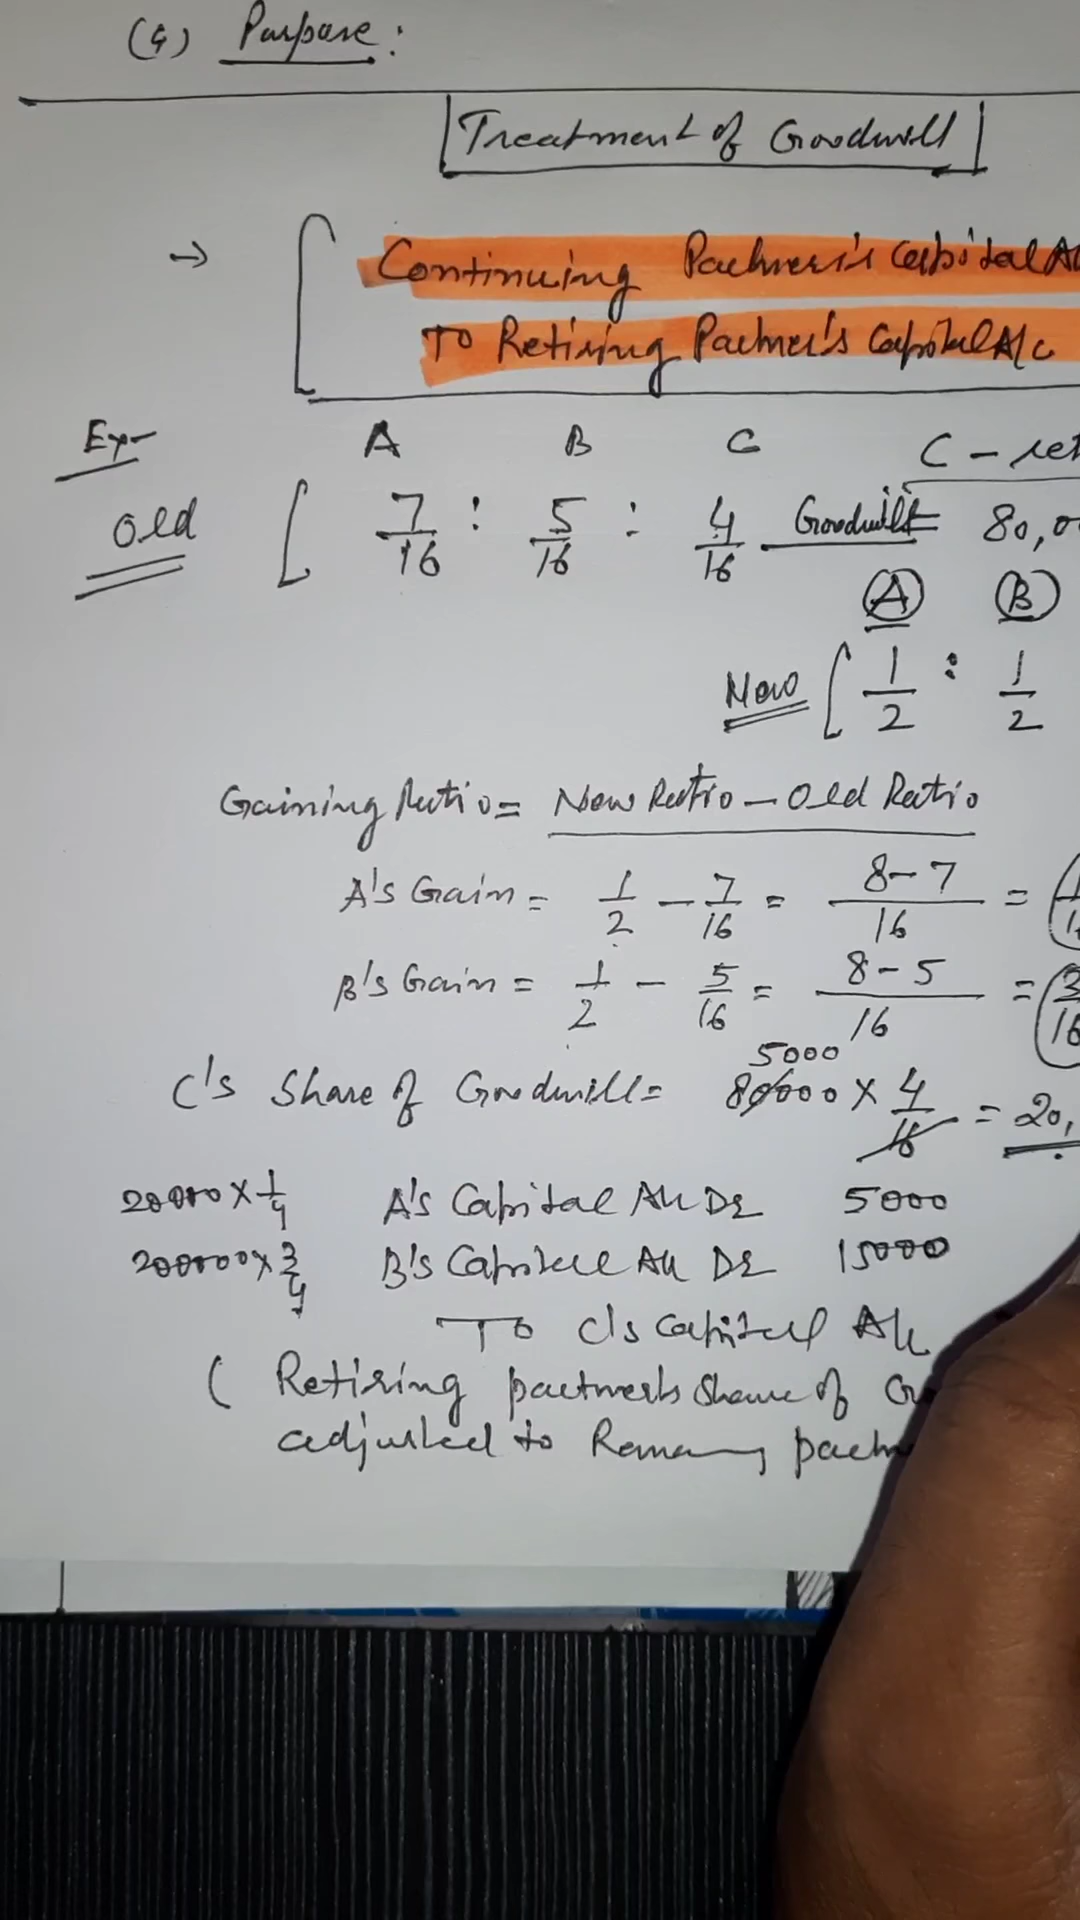 (4) Purpose:
Treatment of Goodwill
→ Continuing Partner's Capital A/c
To Retiring Partner's Capital A/c
Ex- A B C C - ret
Old [ 7/16 : 5/16 : 4/16 Goodwill = 80,0
A B
New [ 1/2 : 1/2
Gaining Ratio = New Ratio - Old Ratio
A's Gain = 1/2 - 7/16 = 8-7/16 = 1/1
B's Gain = 1/2 - 5/16 = 8-5/16 = 3/16
5000
C's Share of Goodwill = 80000 X 4/16 = 20,
20000 X 1/4 A's Capital A/c Dr 5000
200000 X 3/4 B's Capital A/c Dr 15000
To C's Capital A/c
( Retiring partner's Share of
adjusted to partn